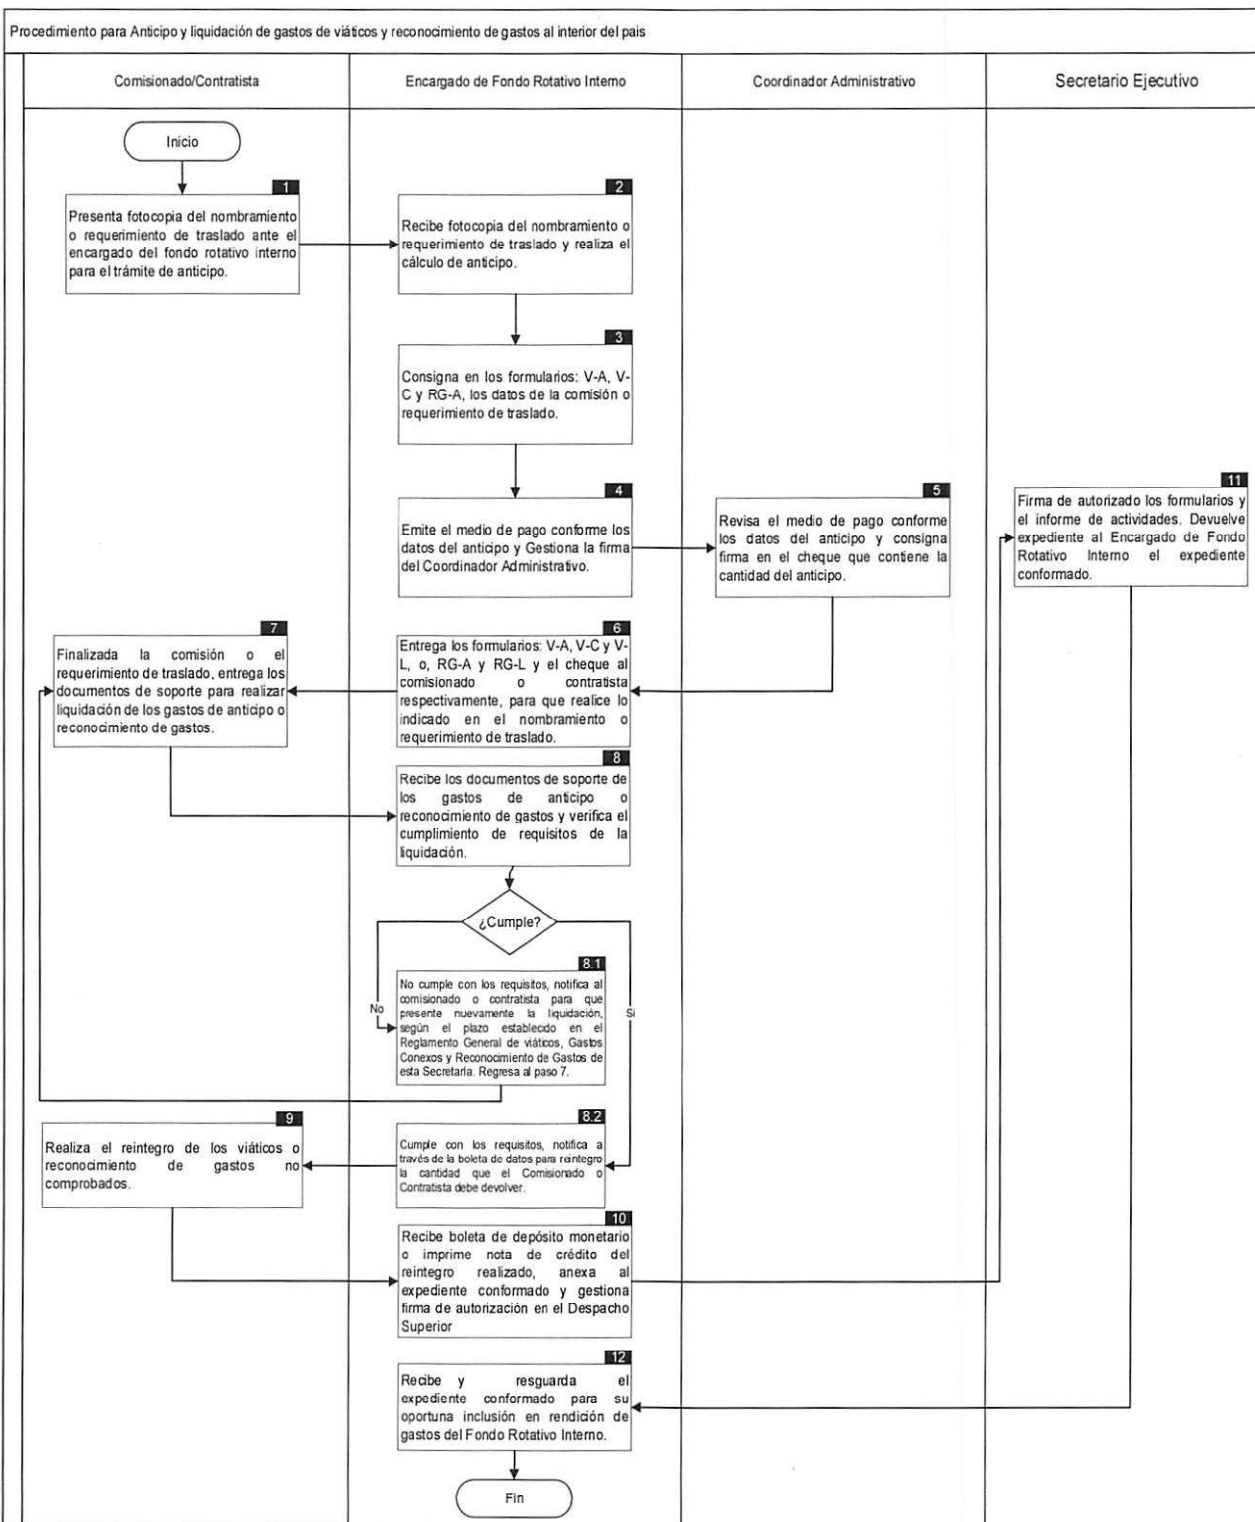 Procedimiento para Anticipo y liquidación de gastos de viáticos y reconocimiento de gastos al interior del pais
Comisionado/Contratista
Encargado de Fondo Rotativo Interno
Coordinador Administrativo
Secretario Ejecutivo
Inicio
1
Presenta fotocopia del nombramiento
o requerimiento de traslado ante el
encargado del fondo rotativo interno
para el trámite de anticipo.
2
Recibe fotocopia del nombramiento o
requerimiento de traslado y realiza el
cálculo de anticipo.
3
Consigna en los formularios: V-A, V-
C y RG-A, los datos de la comisión o
requerimiento de traslado.
4
Emite el medio de pago conforme los
datos del anticipo y Gestiona la firma
del Coordinador Administrativo.
5
Revisa el medio de pago conforme
los datos del anticipo y consigna
firma en el cheque que contiene la
cantidad del anticipo.
11
Firma de autorizado los formularios y
el informe de actividades. Devuelve
expediente al Encargado de Fondo
Rotativo Interno el expediente
conformado.
7
Finalizada la comisión o el
requerimiento de traslado, entrega los
documentos de soporte para realizar
liquidación de los gastos de anticipo o
reconocimiento de gastos.
6
Entrega los formularios: V-A, V-C y V-
L, o, RG-A y RG-L y el cheque al
comisionado o contratista
respectivamente, para que realice lo
indicado en el nombramiento o
requerimiento de traslado.
8
Recibe los documentos de soporte de
los gastos de anticipo o
reconocimiento de gastos y verifica el
cumplimiento de requisitos de la
liquidación.
¿Cumple?
No
Sí
8.1
No cumple con los requisitos, notifica al
comisionado o contratista para que
presente nuevamente la liquidación,
según el plazo establecido en el
Reglamento General de viáticos, Gastos
Conexos y Reconocimiento de Gastos de
esta Secretaría. Regresa al paso 7.
9
Realiza el reintegro de los viáticos o
reconocimiento de gastos no
comprobados.
8.2
Cumple con los requisitos, notifica a
través de la boleta de datos para reintegro
la cantidad que el Comisionado o
Contratista debe devolver.
10
Recibe boleta de depósito monetario
o imprime nota de crédito del
reintegro realizado, anexa al
expediente conformado y gestiona
firma de autorización en el Despacho
Superior
12
Recibe y resguarda el
expediente conformado para su
oportuna inclusión en rendición de
gastos del Fondo Rotativo Interno.
Fin